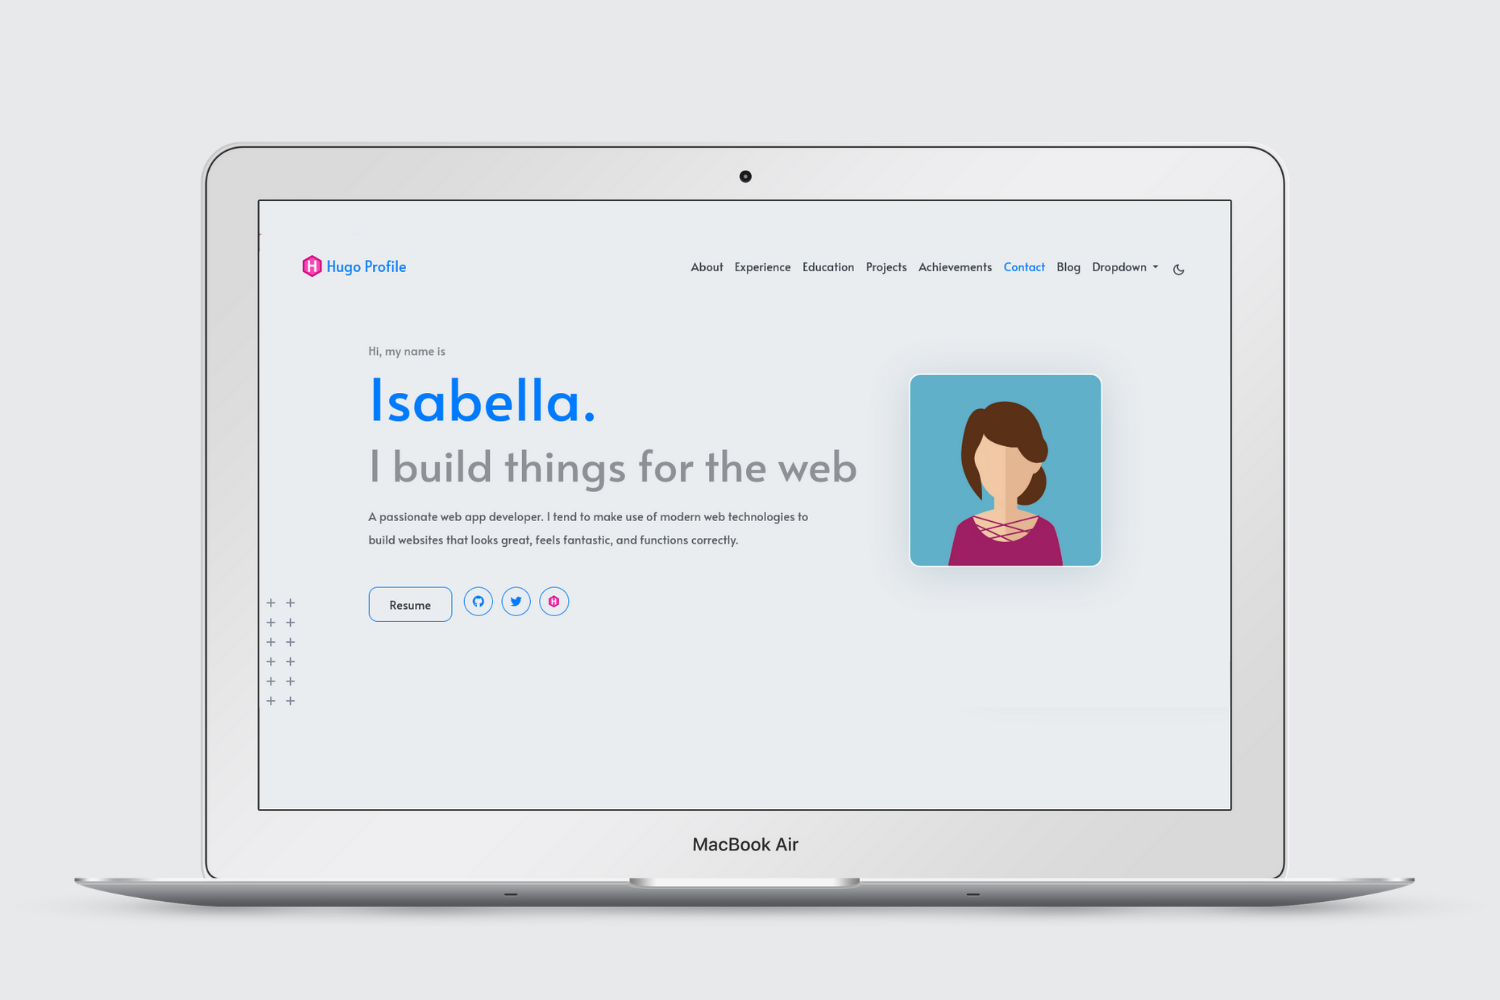 Hugo Profile
About Experience Education Projects Achievements Contact Blog Dropdown
Hi, my name is
Isabella.
I build things for the web
A passionate web app developer. I tend to make use of modern web technologies to
build websites that looks great, feels fantastic, and functions correctly.
Resume
MacBook Air